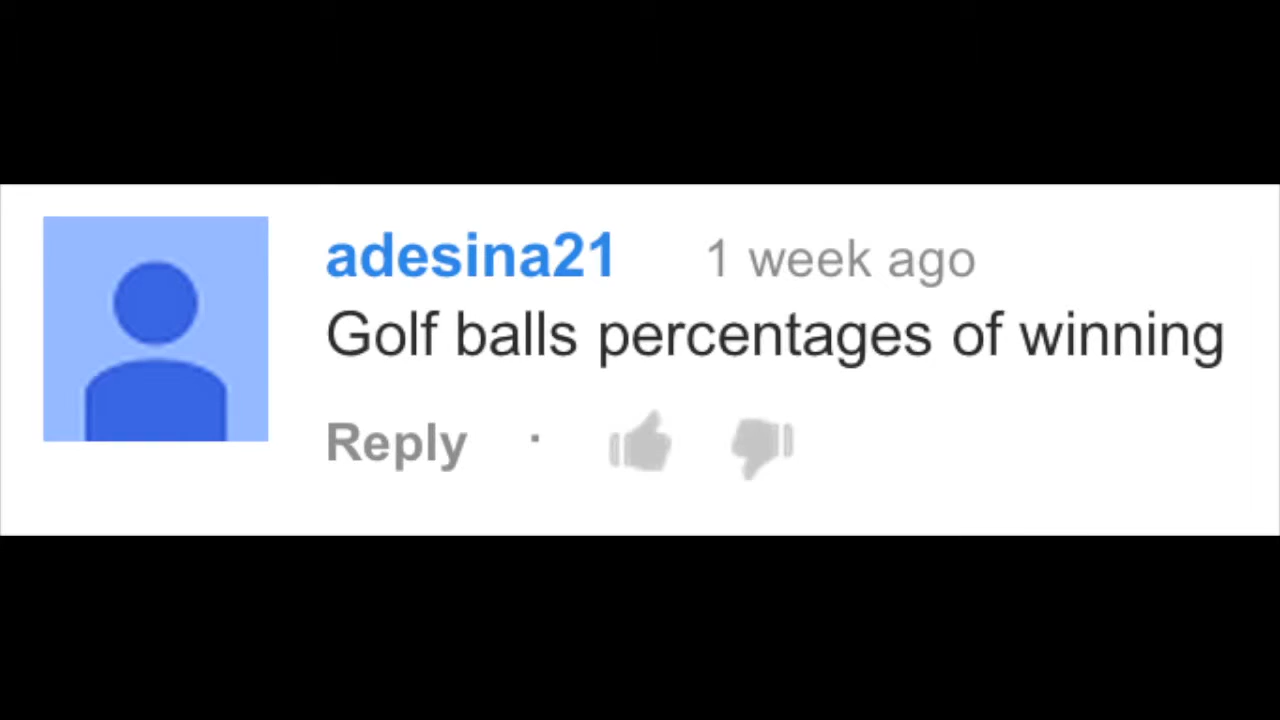 adesina21 1 week ago
Golf balls percentages of winning
Reply ·